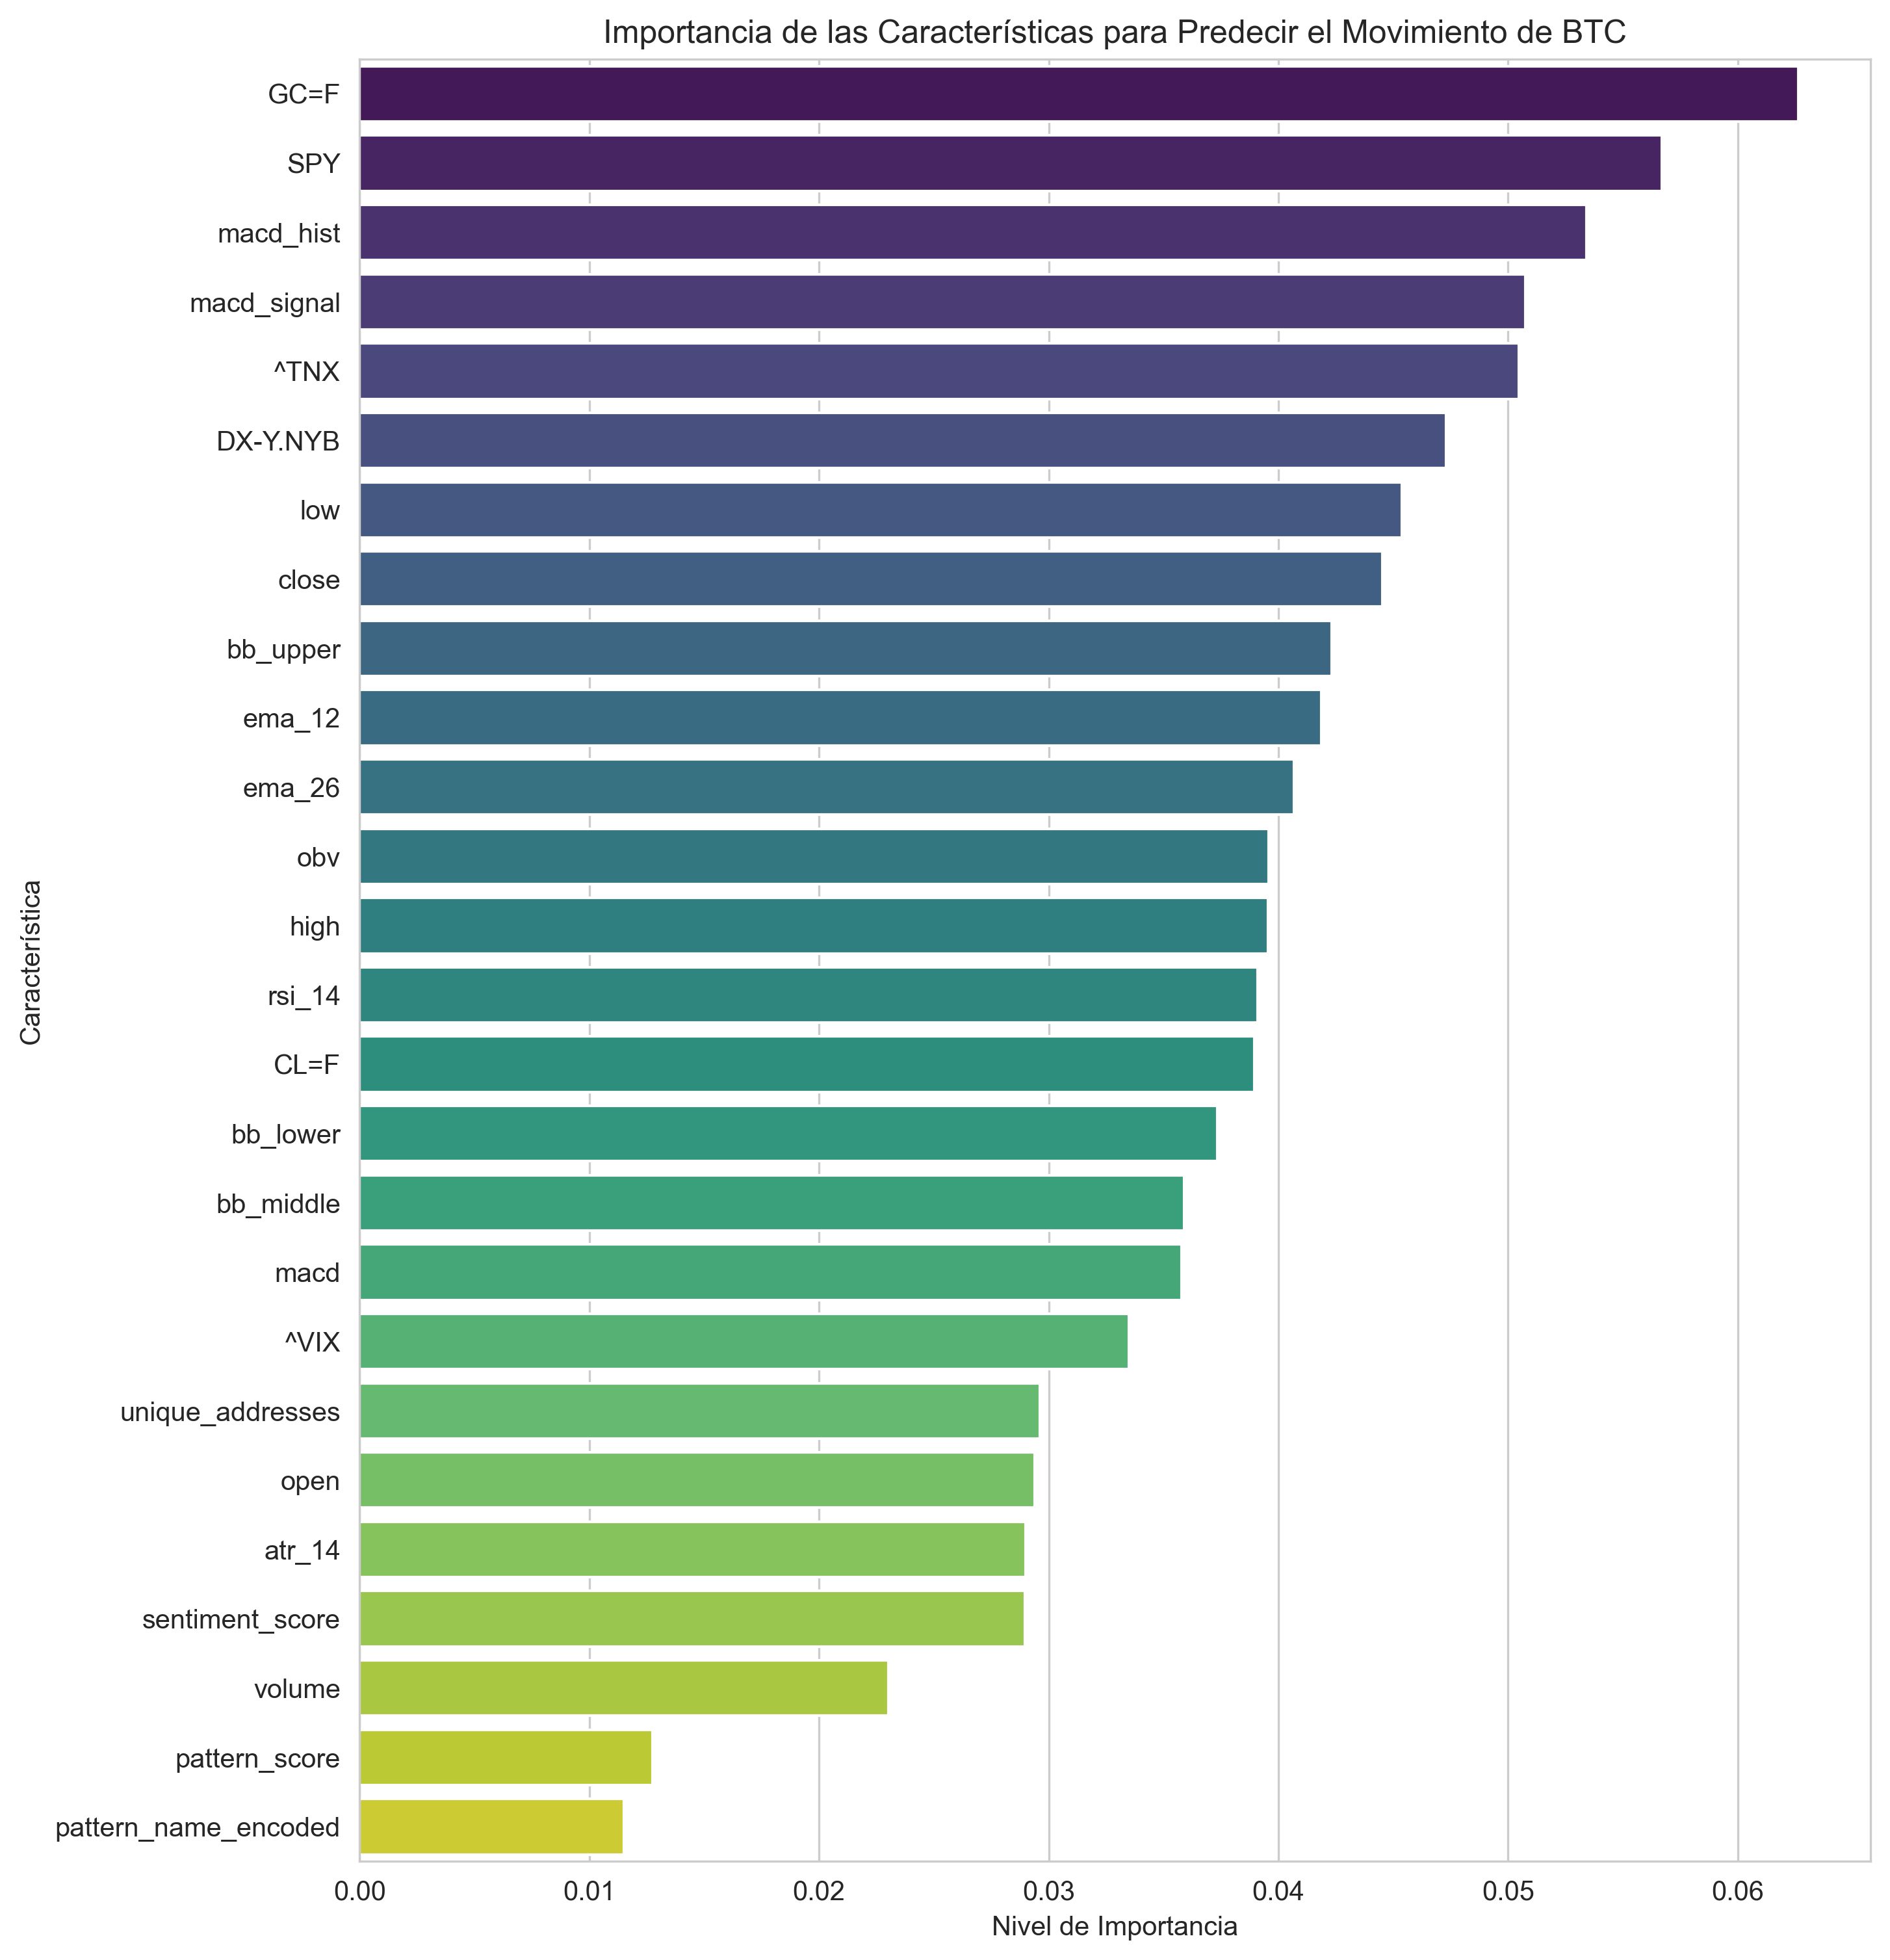 Importancia de las Características para Predecir el Movimiento de BTC
GC=F
SPY
macd_hist
macd_signal
^TNX
DX-Y.NYB
low
close
bb_upper
ema_12
ema_26
obv
high
rsi_14
CL=F
bb_lower
bb_middle
macd
^VIX
unique_addresses
open
atr_14
sentiment_score
volume
pattern_score
pattern_name_encoded
Característica
0.00 0.01 0.02 0.03 0.04 0.05 0.06
Nivel de Importancia